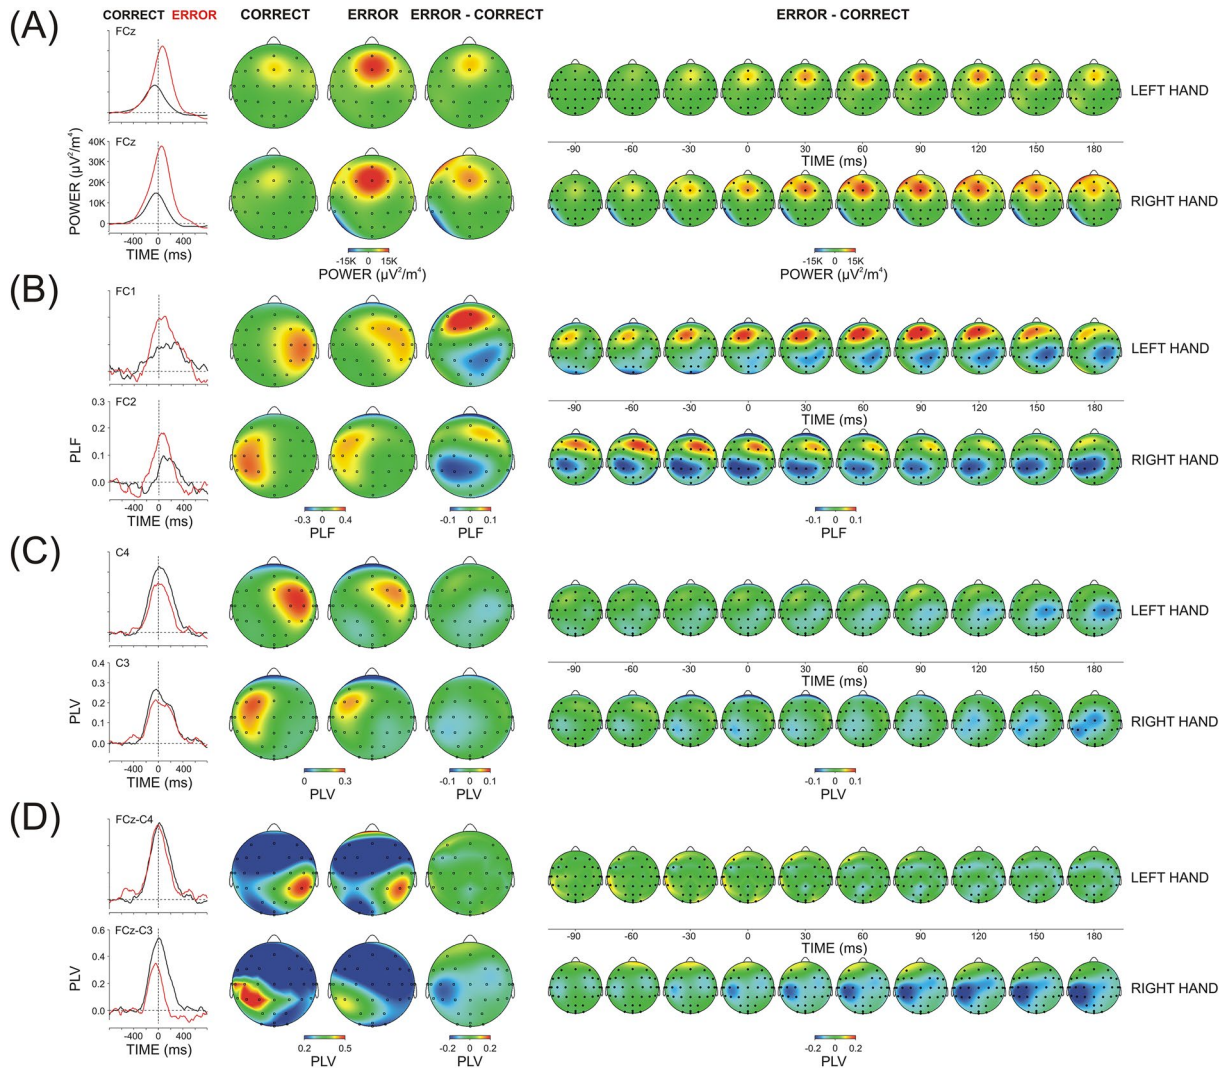 (A)
CORRECT ERROR
CORRECT ERROR ERROR - CORRECT ERROR - CORRECT
FCz
LEFT HAND
-90 -60 -30 0 30 60 90 120 150 180
TIME (ms)
FCz
POWER (µV²/m⁴)
40K
30K
20K
10K
0
-400 0 400
TIME (ms)
RIGHT HAND
-15K 0 15K
POWER (µV²/m⁴)
-15K 0 15K
POWER (µV²/m⁴)
(B)
FC1
LEFT HAND
-90 -60 -30 0 30 60 90 120 150 180
TIME (ms)
FC2
PLF
0.3
0.2
0.1
0.0
-400 0 400
TIME (ms)
RIGHT HAND
-0.3 0 0.4
PLF
-0.1 0 0.1
PLF
-0.1 0 0.1
PLF
(C)
C4
LEFT HAND
-90 -60 -30 0 30 60 90 120 150 180
TIME (ms)
C3
PLV
0.4
0.3
0.2
0.1
0.0
-400 0 400
TIME (ms)
RIGHT HAND
0 0.3
PLV
-0.1 0 0.1
PLV
-0.1 0 0.1
PLV
(D)
FCz-C4
LEFT HAND
-90 -60 -30 0 30 60 90 120 150 180
TIME (ms)
FCz-C3
PLV
0.6
0.4
0.2
0.0
-400 0 400
TIME (ms)
RIGHT HAND
0.2 0.5
PLV
-0.2 0 0.2
PLV
-0.2 0 0.2
PLV